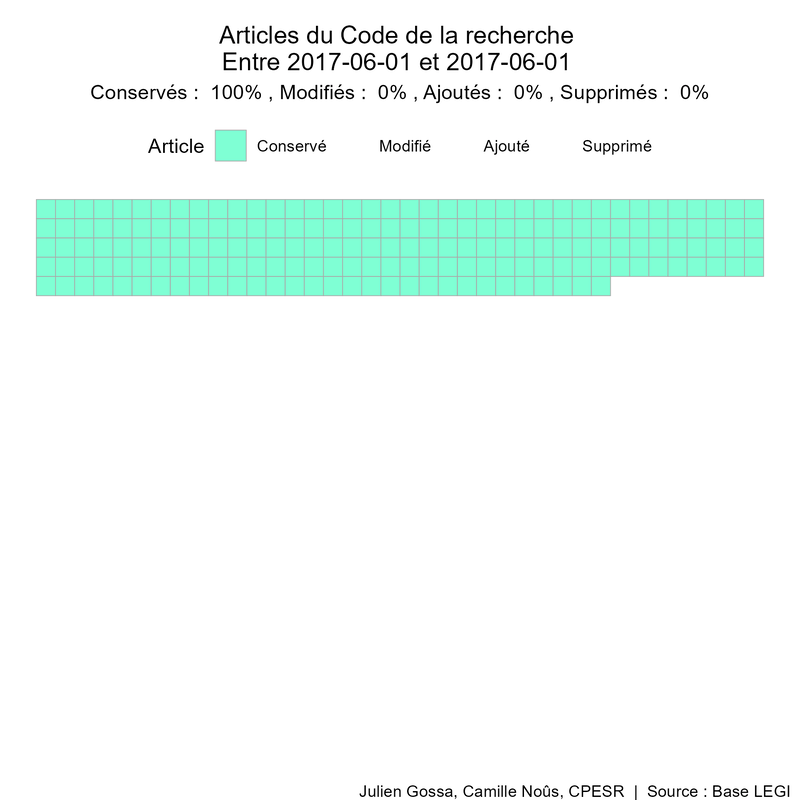 Articles du Code de la recherche
Entre 2017-06-01 et 2017-06-01
Conservés :  100% , Modifiés :  0% , Ajoutés :  0% , Supprimés :  0%
Article Conservé Modifié Ajouté Supprimé
Julien Gossa, Camille Noûs, CPESR  |  Source : Base LEGI